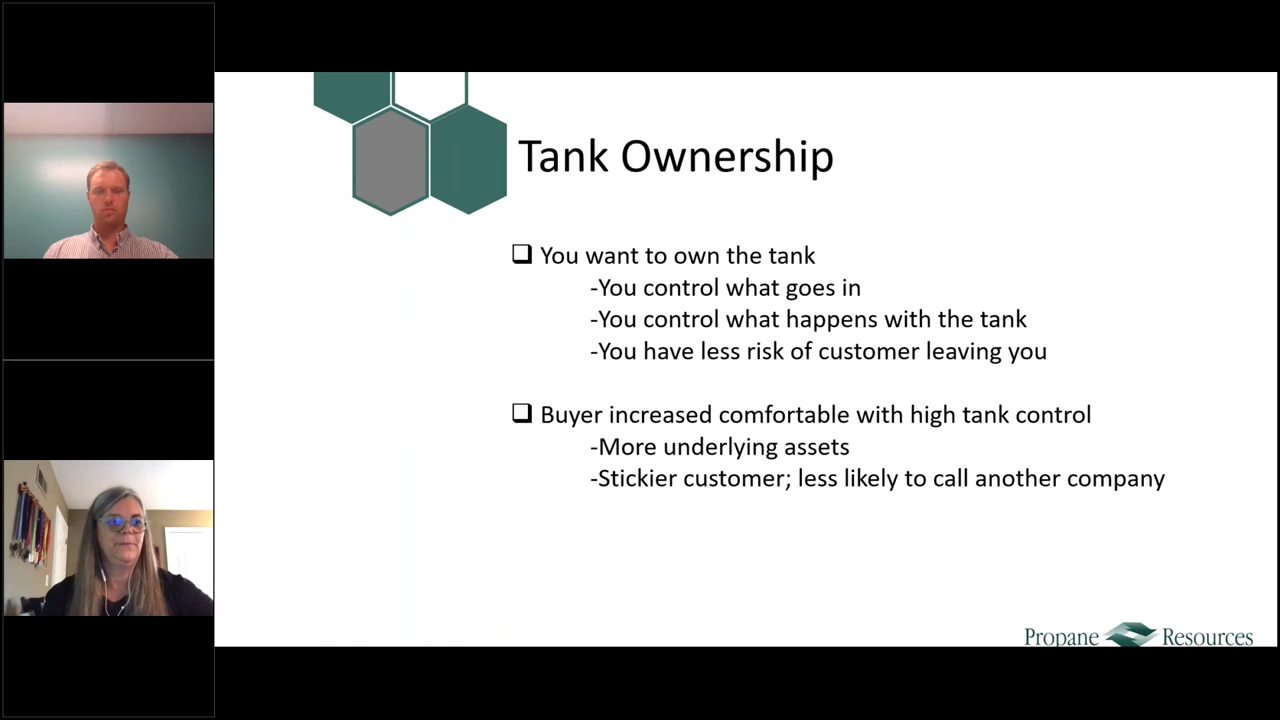 Tank Ownership
❑ You want to own the tank
-You control what goes in
-You control what happens with the tank
-You have less risk of customer leaving you
❑ Buyer increased comfortable with high tank control
-More underlying assets
-Stickier customer; less likely to call another company
Propane Resources